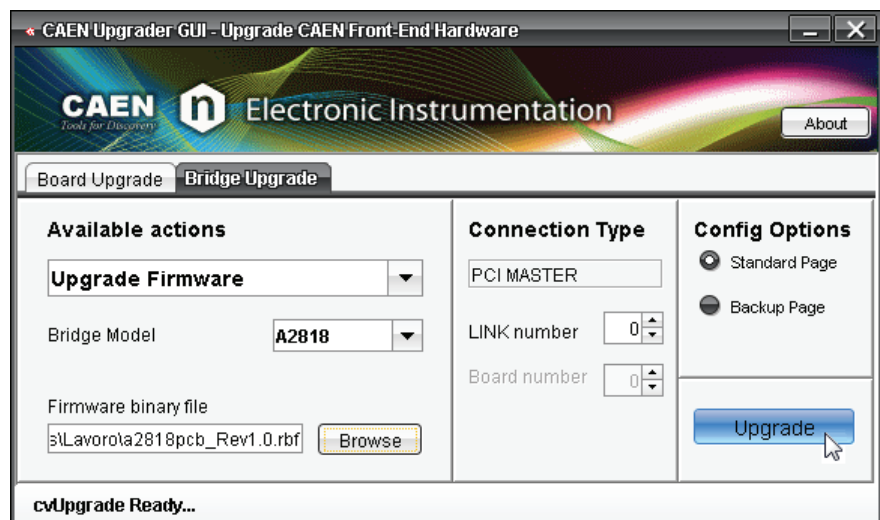 CAEN Upgrader GUI - Upgrade CAEN Front-End Hardware
CAEN n Electronic Instrumentation
Tools for Discovery
About
Board Upgrade Bridge Upgrade
Available actions
Upgrade Firmware
Bridge Model A2818
Firmware binary file
s\Lavoro\a2818pcb_Rev1.0.rbf Browse
Connection Type
PCI MASTER
LINK number 0
Board number 0
Config Options
Standard Page
Backup Page
Upgrade
cvUpgrade Ready...